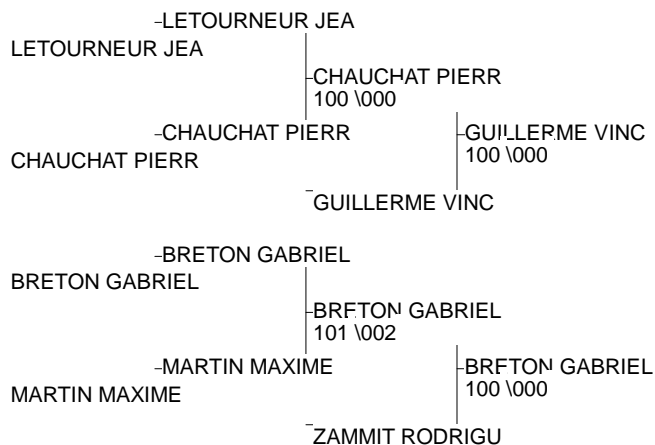 LETOURNEUR JEA
LETOURNEUR JEA
CHAUCHAT PIERR
100 \000
CHAUCHAT PIERR
GUILLERME VINC
100 \000
CHAUCHAT PIERR
GUILLERME VINC
BRETON GABRIEL
BRETON GABRIEL
BRETON GABRIEL
101 \002
MARTIN MAXIME
BRETON GABRIEL
100 \000
MARTIN MAXIME
ZAMMIT RODRIGU